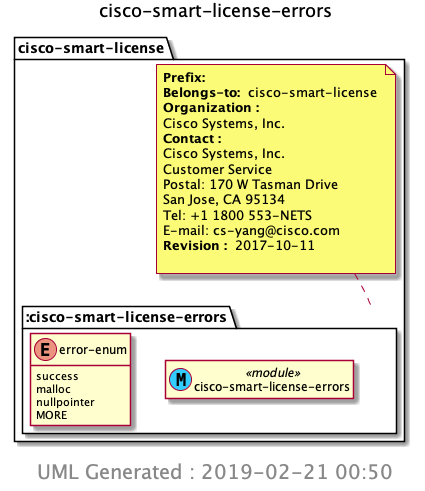 cisco-smart-license-errors
cisco-smart-license
Prefix:
Belongs-to: cisco-smart-license
Organization :
Cisco Systems, Inc.
Contact :
Cisco Systems, Inc.
Customer Service
Postal: 170 W Tasman Drive
San Jose, CA 95134
Tel: +1 1800 553-NETS
E-mail: cs-yang@cisco.com
Revision : 2017-10-11
:cisco-smart-license-errors
E error-enum
success
malloc
nullpointer
MORE
«module»
M cisco-smart-license-errors
UML Generated : 2019-02-21 00:50